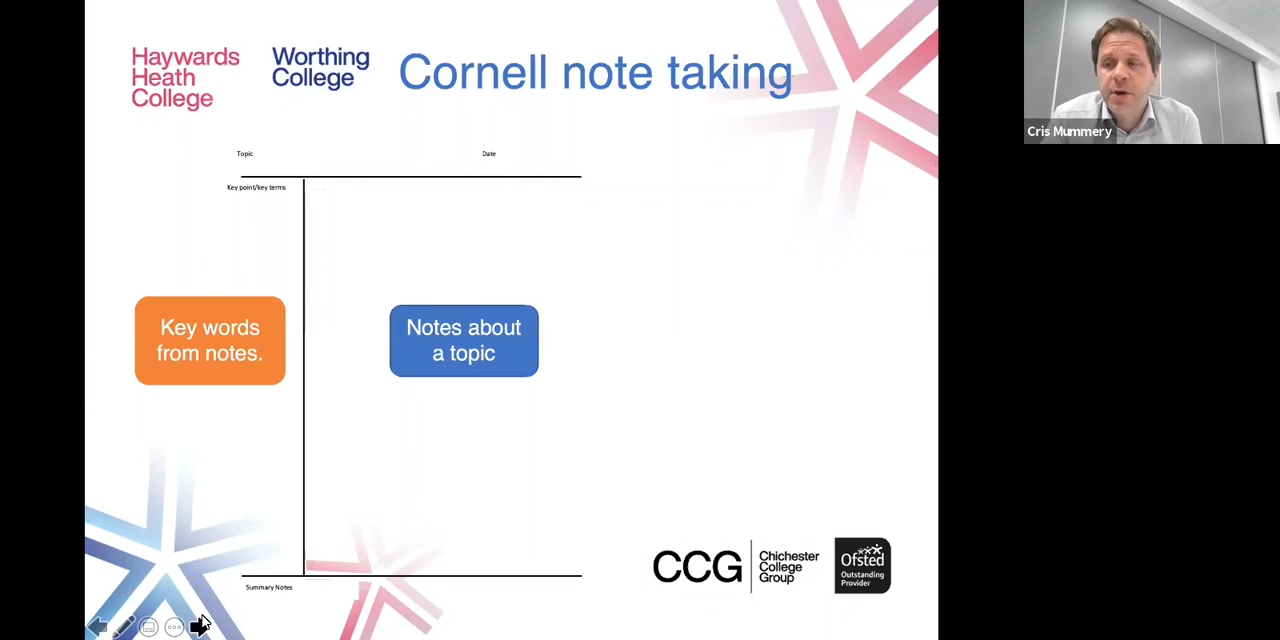 Haywards
Heath
College
Worthing
College
Cornell note taking
Cris Mummery
Topic
Date
Key point/key terms
Key words
from notes.
Notes about
a topic
CCG
Chichester
College
Group
Ofsted
Outstanding
Provider
Summary Notes